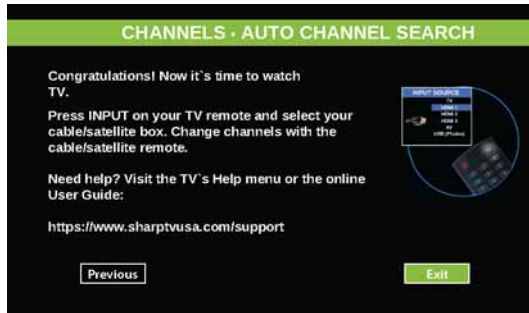 CHANNELS • AUTO CHANNEL SEARCH
Congratulations! Now it`s time to watch
TV.
Press INPUT on your TV remote and select your
cable/satellite box. Change channels with the
cable/satellite remote.
Need help? Visit the TV`s Help menu or the online
User Guide:
https://www.sharptvusa.com/support
INPUT SOURCE
TV
HDMI 1
HDMI 2
HDMI 3
AV
USB (Photos)
Previous
Exit